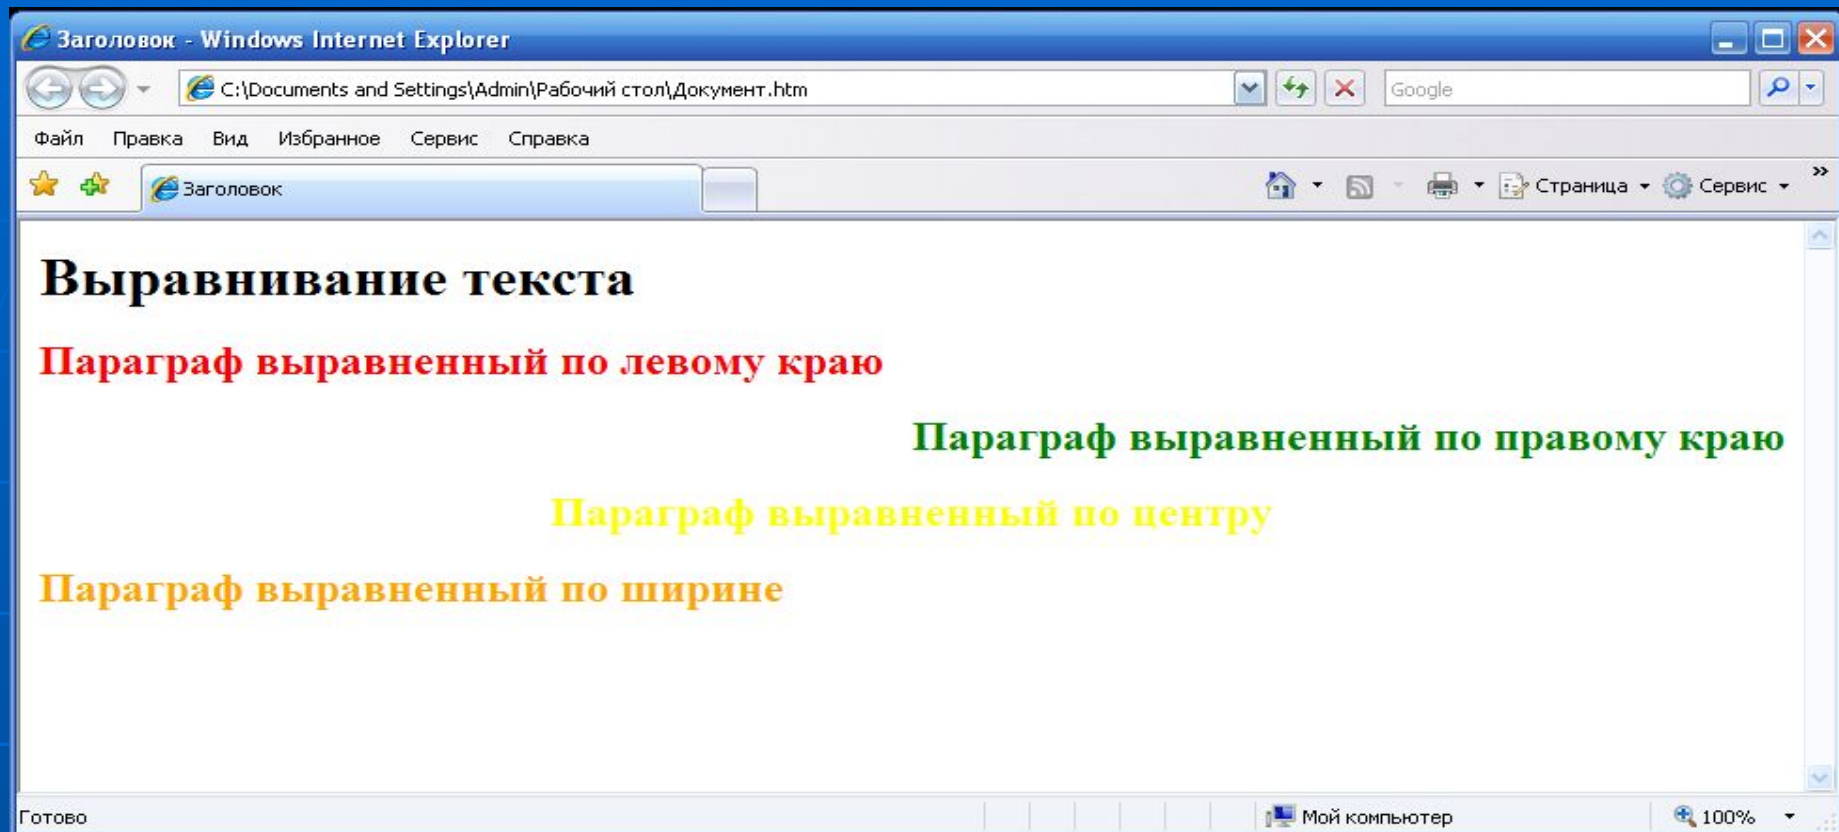 Заголовок - Windows Internet Explorer
C:\Documents and Settings\Admin\Рабочий стол\Документ.htm
Google
Файл Правка Вид Избранное Сервис Справка
Заголовок
Страница
Сервис
»
Выравнивание текста
Параграф выравненный по левому краю
Параграф выравненный по правому краю
Параграф выравненный по центру
Параграф выравненный по ширине
Готово
Мой компьютер
100%